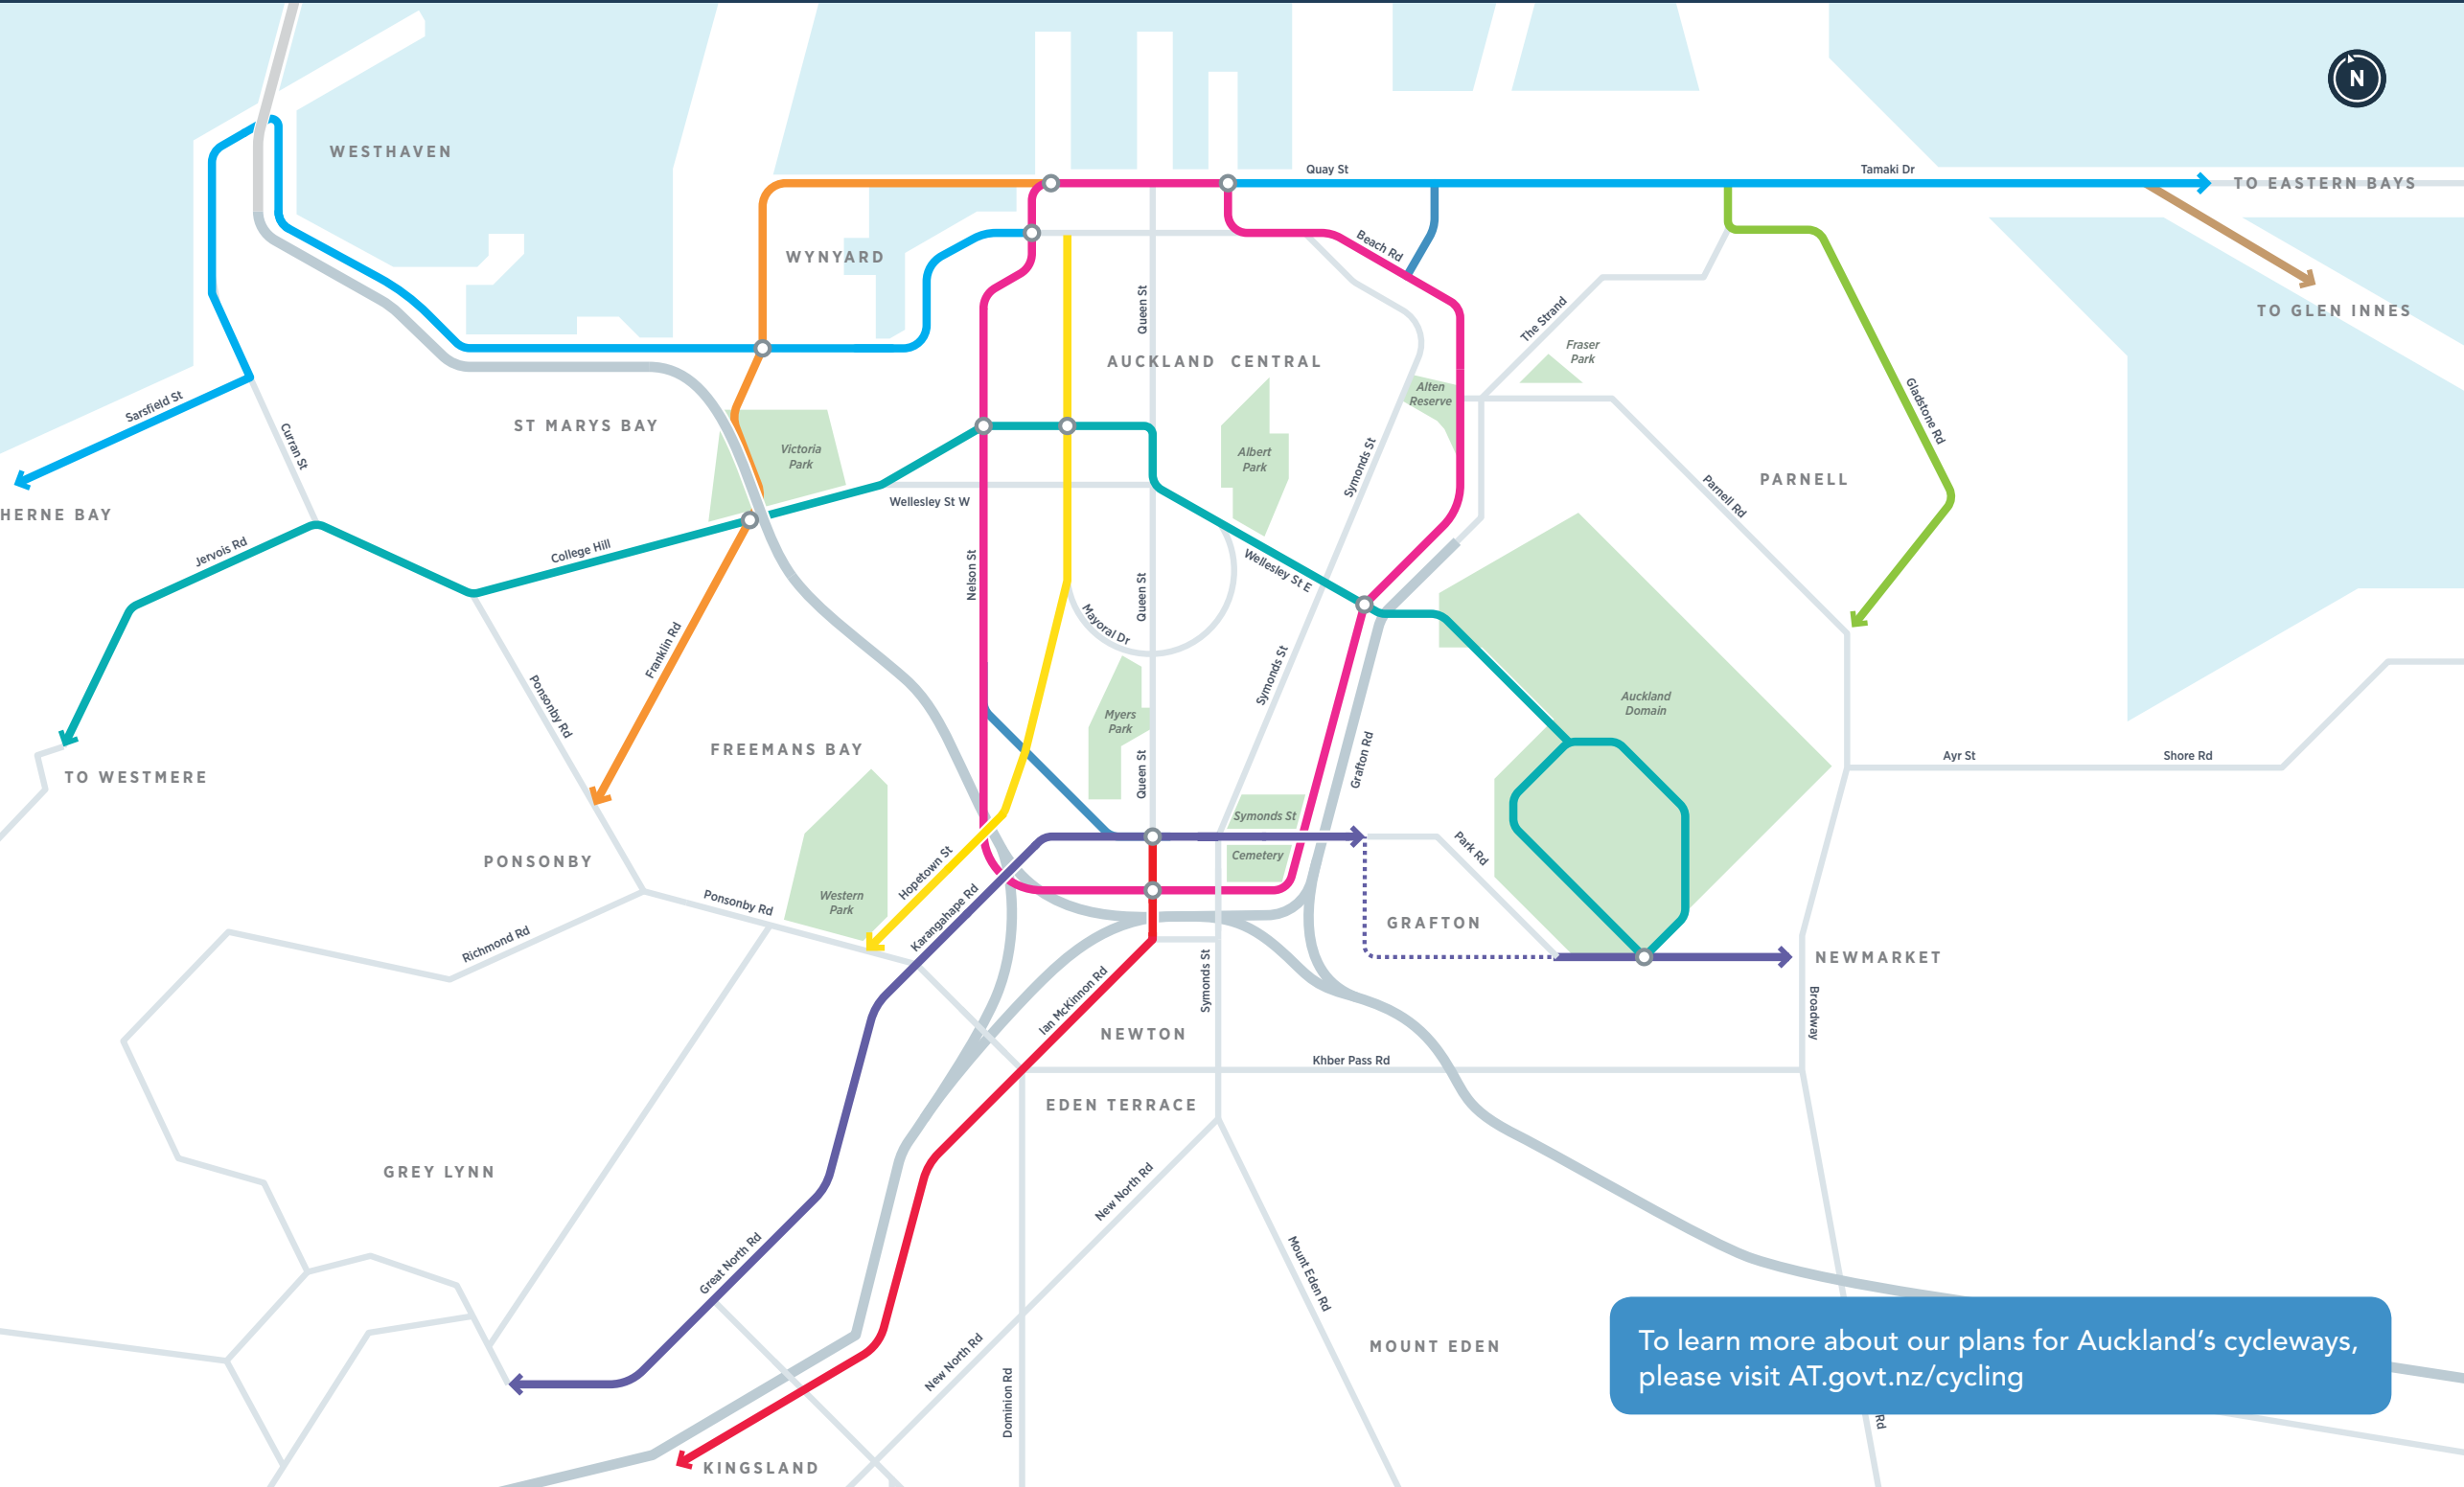 N
WESTHAVEN
Quay St
Tamaki Dr
TO EASTERN BAYS
WYNYARD
Beach Rd
Queen St
TO GLEN INNES
The Strand
AUCKLAND CENTRAL
Fraser
Park
Alten
Reserve
Sarsfield St
Curran St
ST MARYS BAY
Victoria
Park
Albert
Park
Symonds St
Gladstone Rd
PARNELL
Parnell Rd
HERNE BAY
Wellesley St W
Jervois Rd
College Hill
Nelson St
Queen St
Wellesley St E
Mayoral Dr
Franklin Rd
Ponsonby Rd
Symonds St
Auckland
Domain
Myers
Park
FREEMANS BAY
Queen St
Grafton Rd
Ayr St
Shore Rd
TO WESTMERE
Symonds St
Cemetery
PONSONBY
Hopetown St
Park Rd
Western
Park
Ponsonby Rd
Karangahape Rd
GRAFTON
Richmond Rd
NEWMARKET
Ian McKinnon Rd
Symonds St
Broadway
NEWTON
Khber Pass Rd
EDEN TERRACE
GREY LYNN
New North Rd
Great North Rd
Mount Eden Rd
New North Rd
MOUNT EDEN
Dominion Rd
To learn more about our plans for Auckland’s cycleways,
please visit AT.govt.nz/cycling
Rd
KINGSLAND